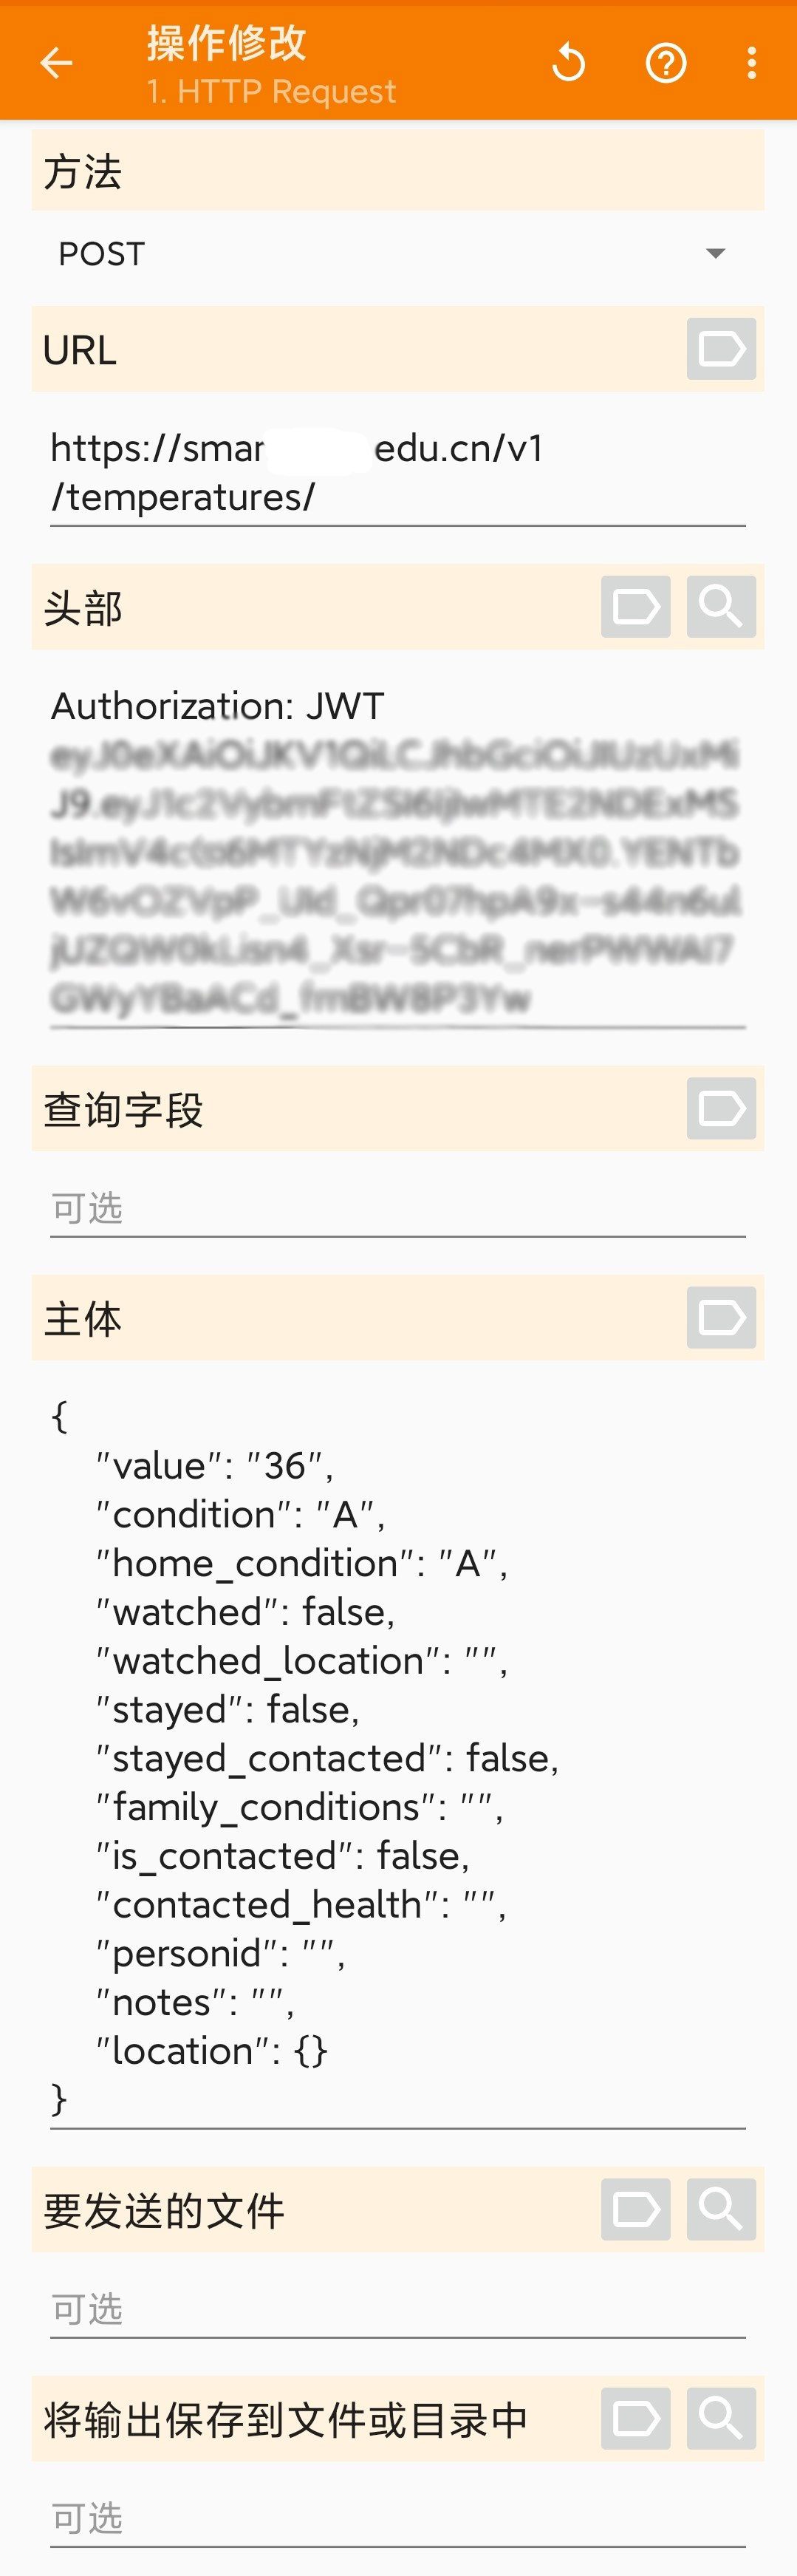 操作修改
1. HTTP Request
方法
POST
URL
https://smar edu.cn/v1
/temperatures/
头部
Authorization: JWT
查询字段
可选
主体
{
"value": "36",
"condition": "A",
"home_condition": "A",
"watched": false,
"watched_location": "",
"stayed": false,
"stayed_contacted": false,
"family_conditions": "",
"is_contacted": false,
"contacted_health": "",
"personid": "",
"notes": "",
"location": {}
}
要发送的文件
可选
将输出保存到文件或目录中
可选